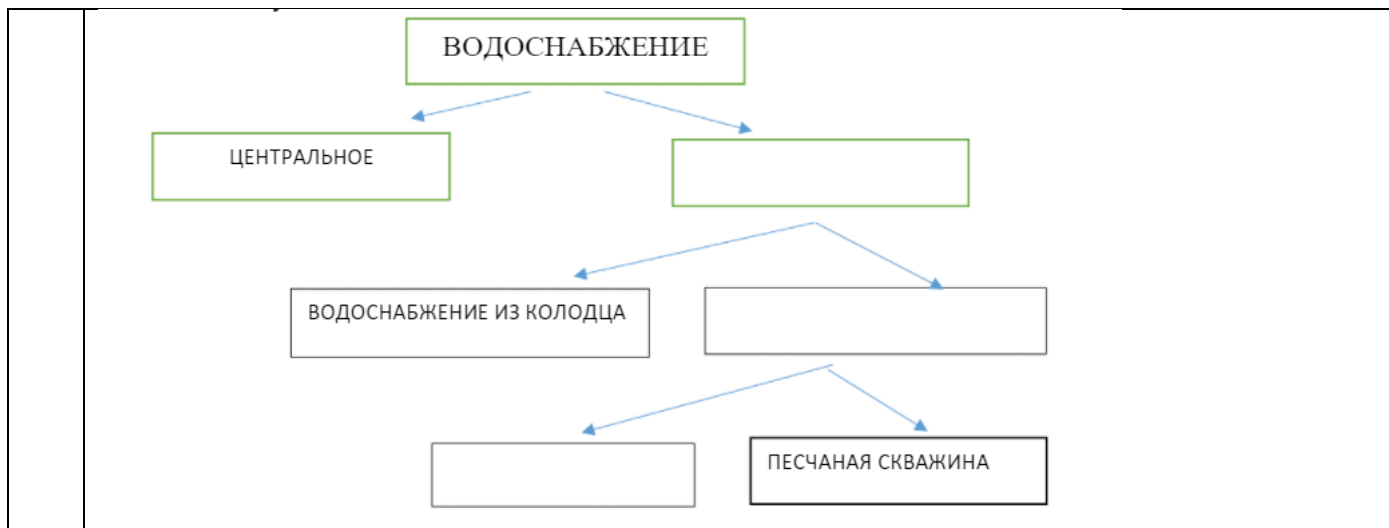 ВОДОСНАБЖЕНИЕ
ЦЕНТРАЛЬНОЕ
ВОДОСНАБЖЕНИЕ ИЗ КОЛОДЦА
ПЕСЧАНАЯ СКВАЖИНА